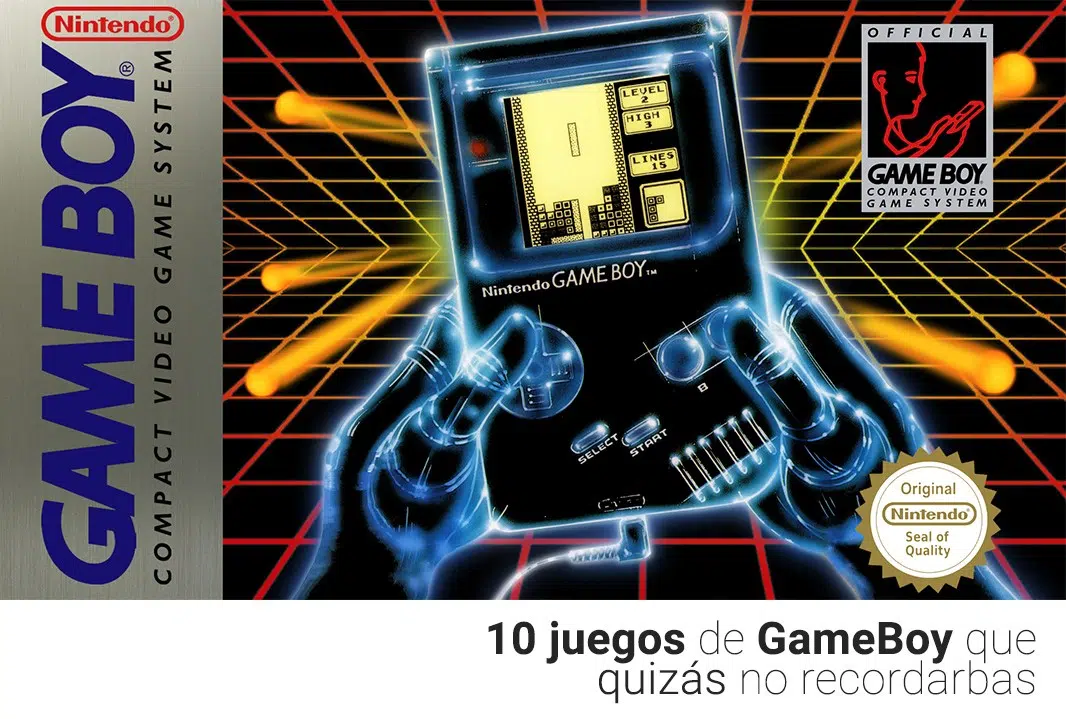 Nintendo®
GAME BOY®
COMPACT VIDEO GAME SYSTEM
LEVEL
2
HIGH
3
LINES
15
Nintendo GAME BOY™
B
SELECT
START
OFFICIAL
GAME BOY
COMPACT VIDEO
GAME SYSTEM
Original
Nintendo
Seal of
Quality
10 juegos de GameBoy que
quizás no recordarbas